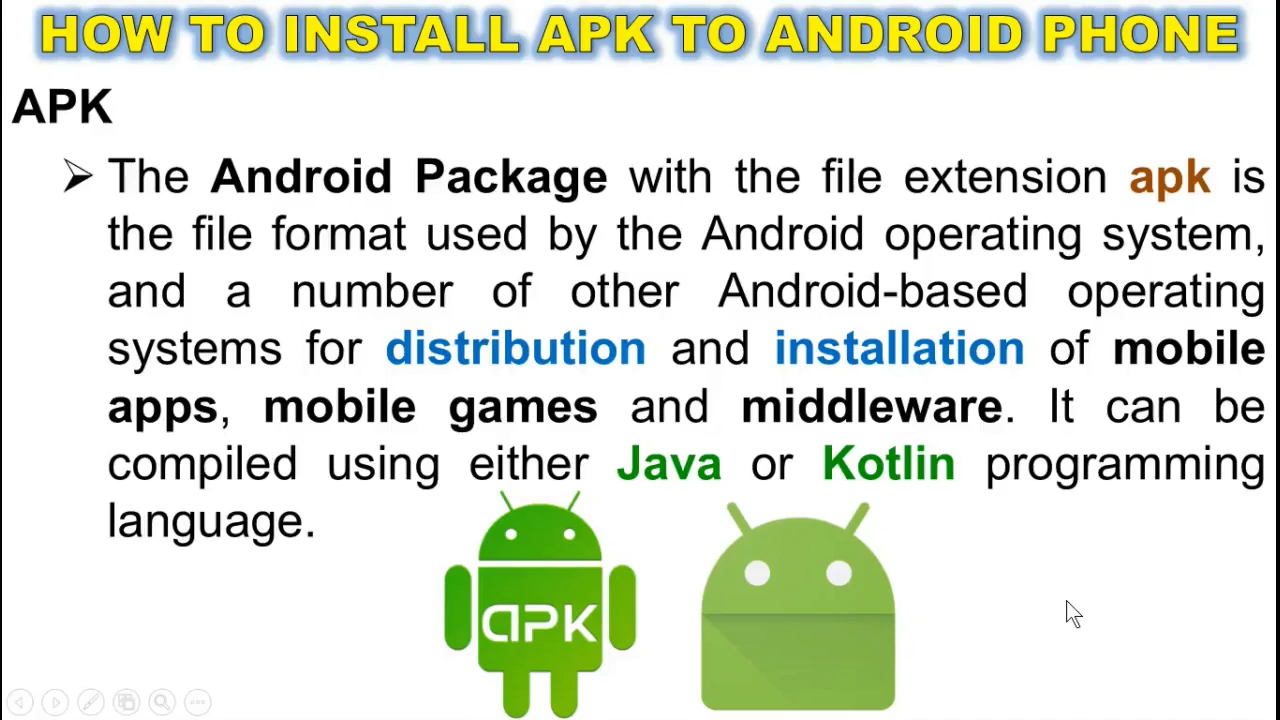 HOW TO INSTALL APK TO ANDROID PHONE
APK
The Android Package with the file extension apk is
the file format used by the Android operating system,
and a number of other Android-based operating
systems for distribution and installation of mobile
apps, mobile games and middleware. It can be
compiled using either Java or Kotlin programming
language.
APK